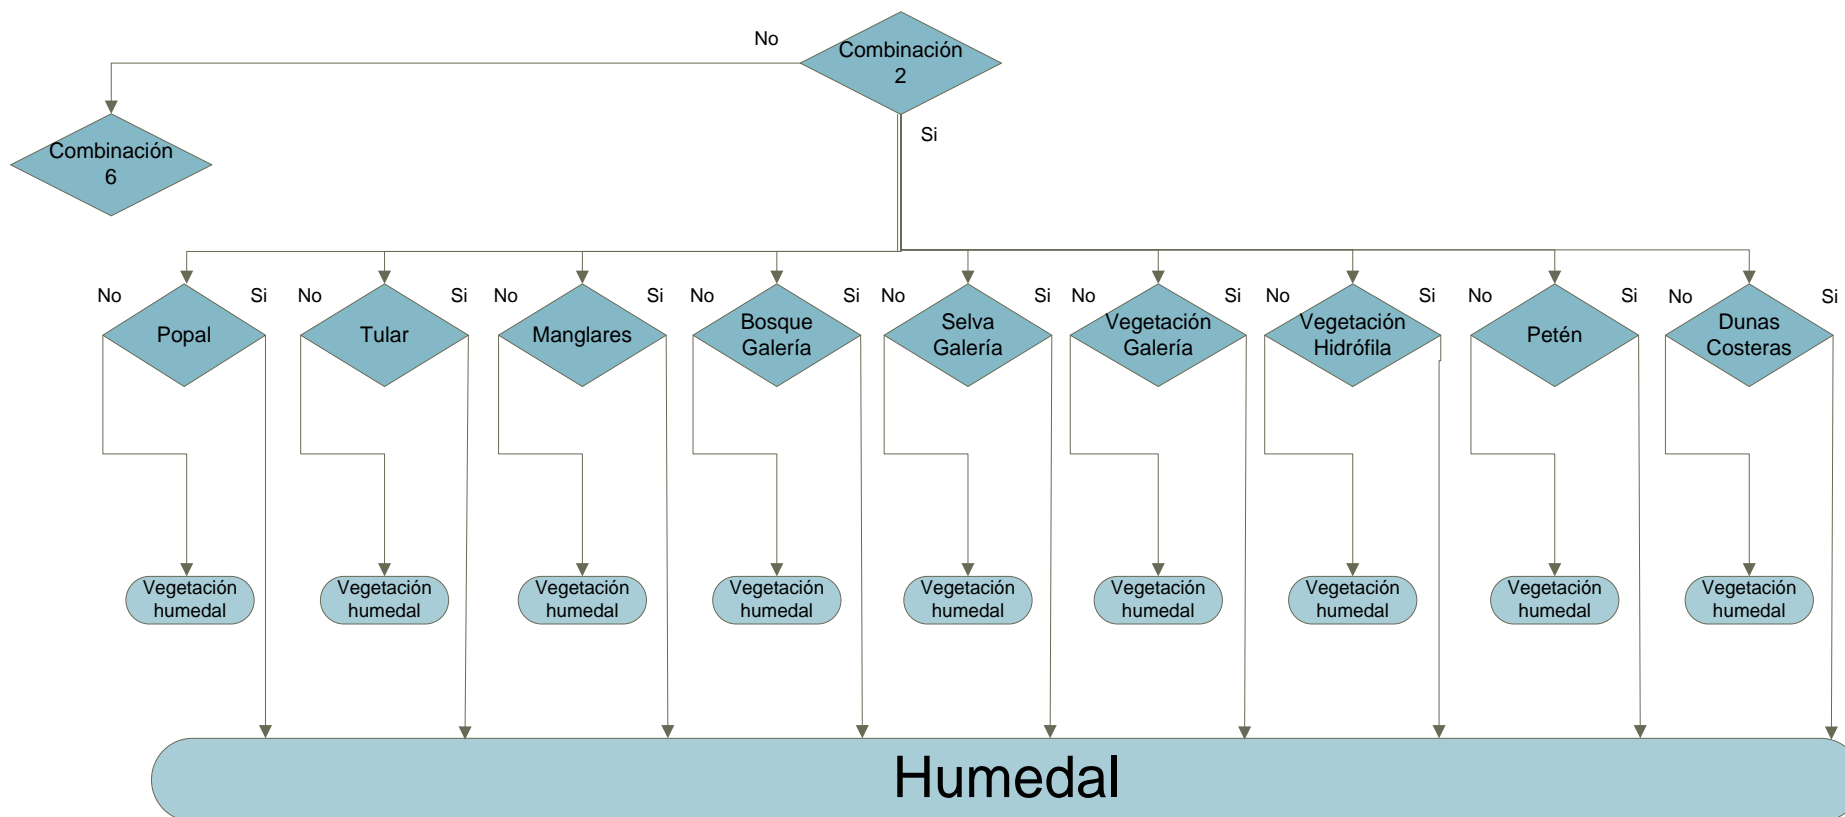 No
Combinación
2
Si
Combinación
6
No
Si
No
Si
No
Si
No
Si
No
Si
No
Si
No
Si
No
Si
No
Si
Popal
Tular
Manglares
Bosque
Galería
Selva
Galería
Vegetación
Galería
Vegetación
Hidrófila
Petén
Dunas
Costeras
Vegetación
humedal
Vegetación
humedal
Vegetación
humedal
Vegetación
humedal
Vegetación
humedal
Vegetación
humedal
Vegetación
humedal
Vegetación
humedal
Vegetación
humedal
Humedal